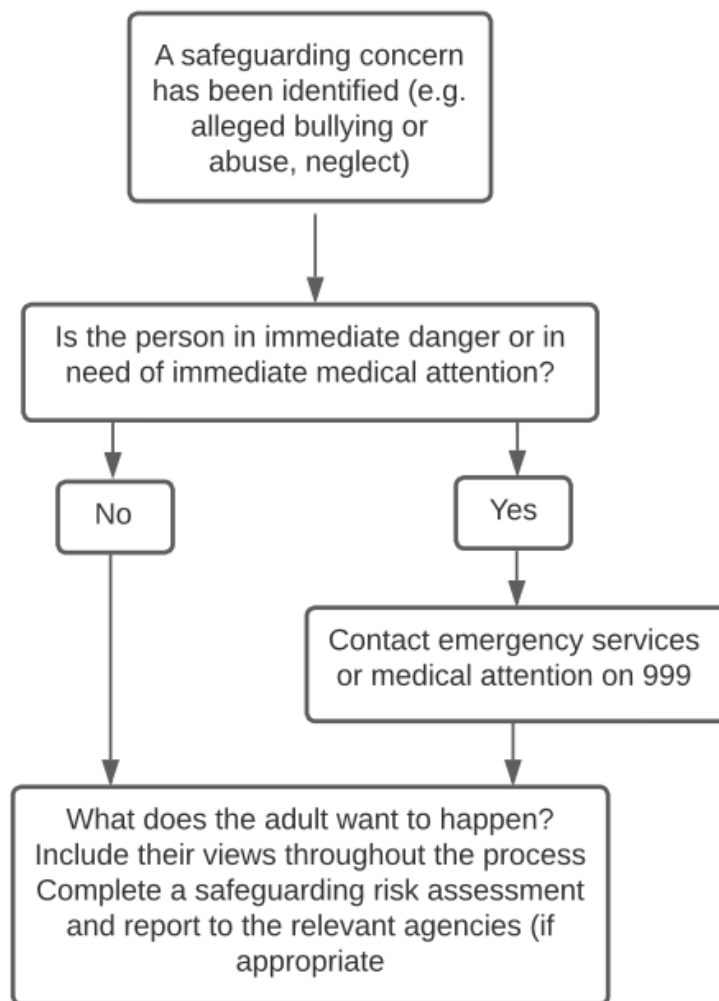 A safeguarding concern
has been identified (e.g.
alleged bullying or
abuse, neglect)
Is the person in immediate danger or in
need of immediate medical attention?
No
Yes
Contact emergency services
or medical attention on 999
What does the adult want to happen?
Include their views throughout the process
Complete a safeguarding risk assessment
and report to the relevant agencies (if
appropriate